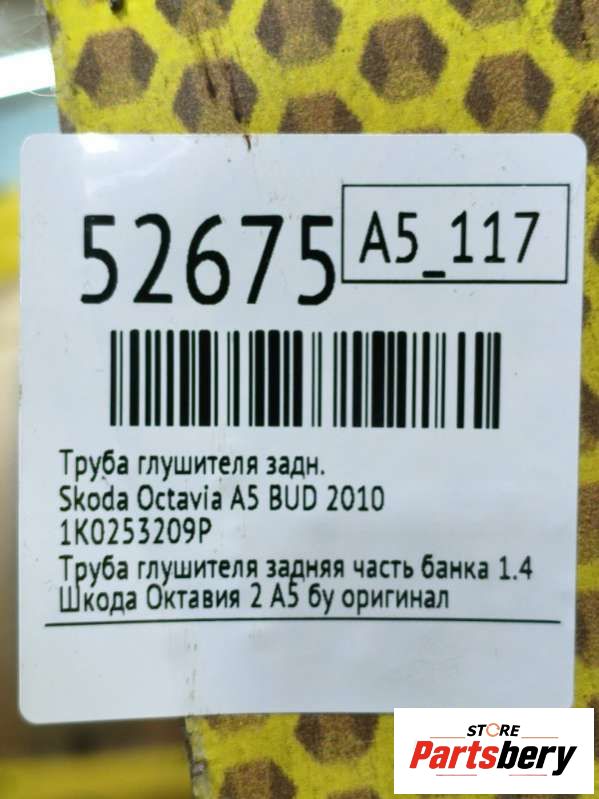 52675
A5_117
Труба глушителя задн.
Skoda Octavia A5 BUD 2010
1K0253209P
Труба глушителя задняя часть банка 1.4
Шкода Октавия 2 А5 бу оригинал
STORE
Partsbery